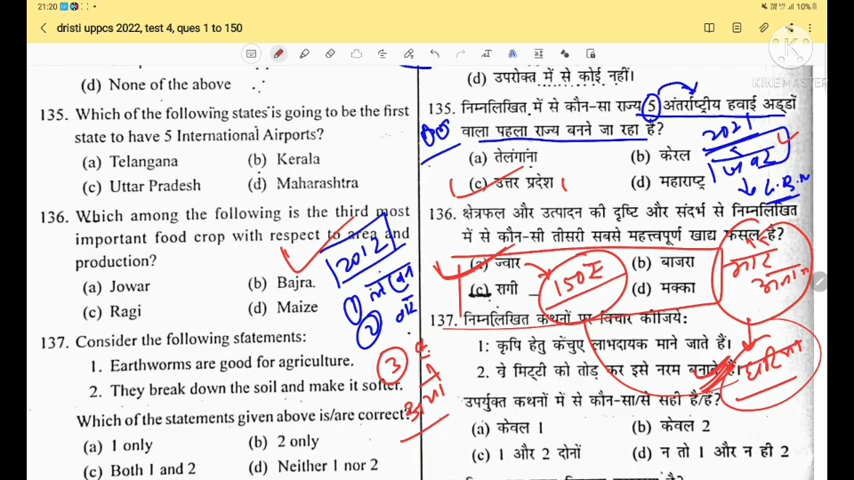 21:20
10%
dristi uppcs 2022, test 4, ques 1 to 150
KINEMASTER
(d) None of the above
135. Which of the following states is going to be the first
state to have 5 International Airports?
(a) Telangana (b) Kerala
(c) Uttar Pradesh (d) Maharashtra
136. Which among the following is the third most
important food crop with respect to area and
production?
(a) Jowar (b) Bajra.
(c) Ragi (d) Maize
137. Consider the following statements:
1. Earthworms are good for agriculture.
2. They break down the soil and make it softer.
Which of the statements given above is/are correct?
(a) 1 only (b) 2 only
(c) Both 1 and 2 (d) Neither 1 nor 2
2012
1
2
3
(d) उपरोक्त में से कोई नहीं।
135. निम्नलिखित में से कौन-सा राज्य 5 अंतर्राष्ट्रीय हवाई अड्डों
वाला पहला राज्य बनने जा रहा है?
(a) तेलंगाना (b) केरल
(c) उत्तर प्रदेश (d) महाराष्ट्र
2021
136. क्षेत्रफल और उत्पादन की दृष्टि और संदर्भ से निम्नलिखित
में से कौन-सी तीसरी सबसे महत्त्वपूर्ण खाद्य फसल है?
(a) ज्वार (b) बाजरा
(c) रागी (d) मक्का
137. निम्नलिखित कथनों पर विचार कीजिये:
1: कृषि हेतु केंचुए लाभदायक माने जाते हैं।
2. वे मिट्टी को तोड़ कर इसे नरम बनाते हैं।
उपर्युक्त कथनों में से कौन-सा/से सही है/हैं?
(a) केवल 1 (b) केवल 2
(c) 1 और 2 दोनों (d) न तो 1 और न ही 2